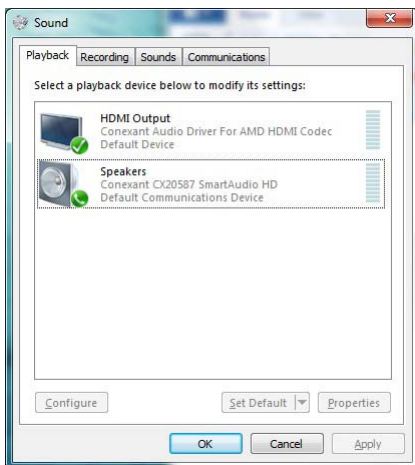 Sound
Playback Recording Sounds Communications
Select a playback device below to modify its settings:
HDMI Output
Conexant Audio Driver For AMD HDMI Codec
Default Device
Speakers
Conexant CX20587 SmartAudio HD
Default Communications Device
Configure Set Default Properties
OK Cancel Apply